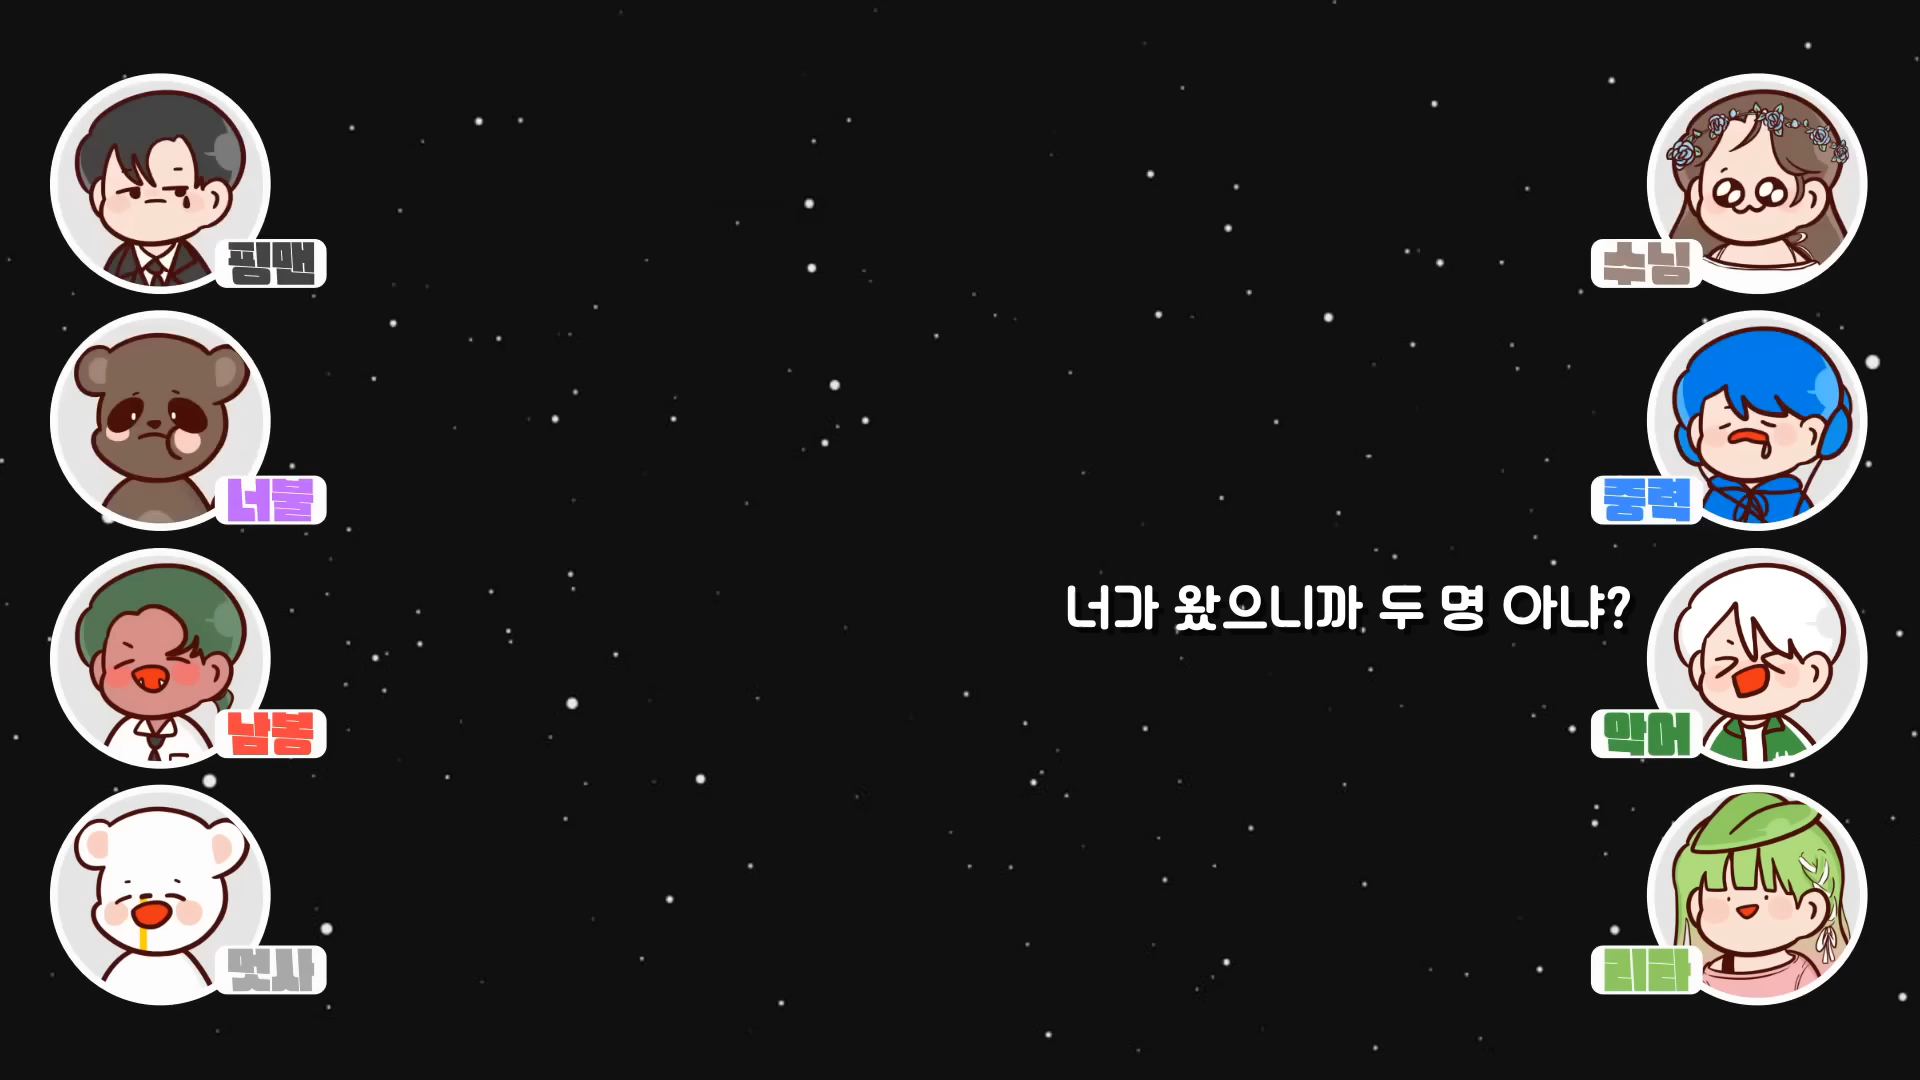 핑맨
수닝
너불
중력
너가 왔으니까 두 명 아냐?
남봉
악어
멋사
리타